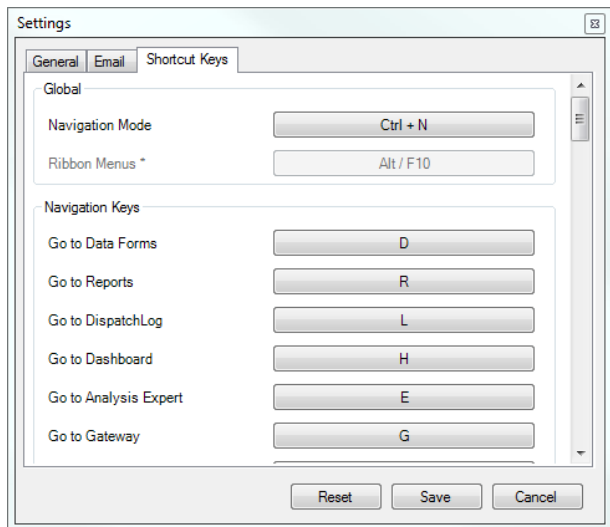 Settings
General Email Shortcut Keys
Global
Navigation Mode Ctrl + N
Ribbon Menus * Alt / F10
Navigation Keys
Go to Data Forms D
Go to Reports R
Go to DispatchLog L
Go to Dashboard H
Go to Analysis Expert E
Go to Gateway G
Reset Save Cancel